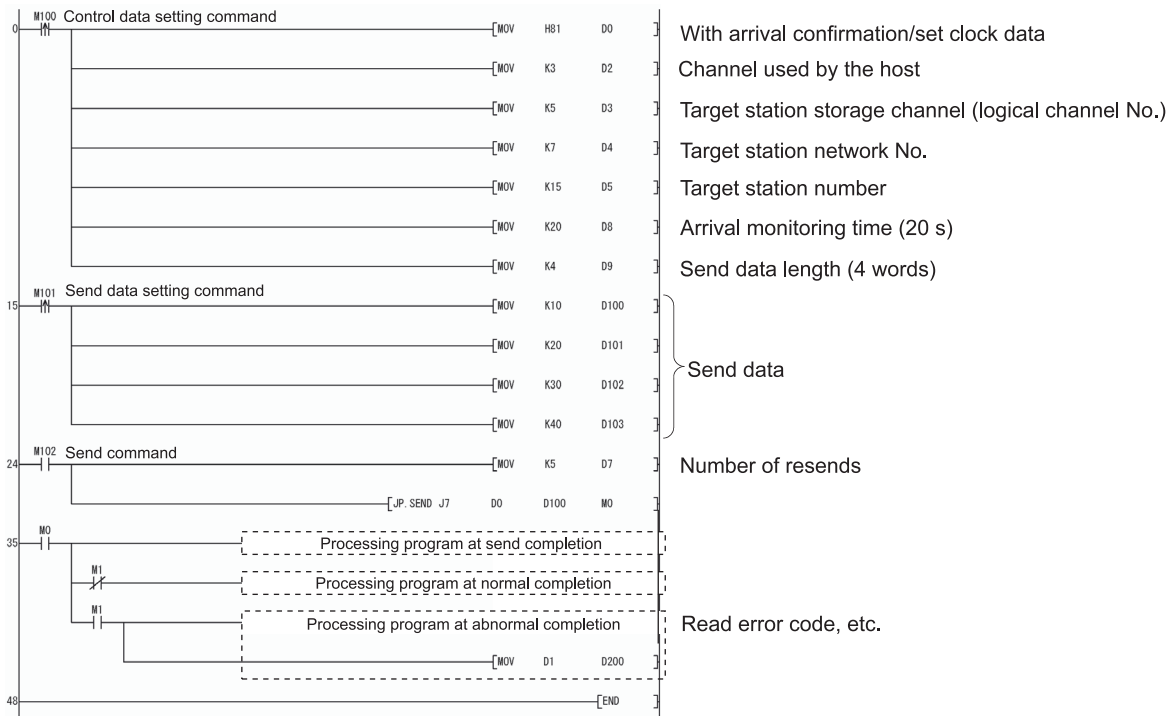 M100 Control data setting command
0 [MOV H81 D0 ] With arrival confirmation/set clock data
[MOV K3 D2 ] Channel used by the host
[MOV K5 D3 ] Target station storage channel (logical channel No.)
[MOV K7 D4 ] Target station network No.
[MOV K15 D5 ] Target station number
[MOV K20 D8 ] Arrival monitoring time (20 s)
[MOV K4 D9 ] Send data length (4 words)
M101 Send data setting command
15 [MOV K10 D100 ]
[MOV K20 D101 ]
Send data
[MOV K30 D102 ]
[MOV K40 D103 ]
M102 Send command
24 [MOV K5 D7 ] Number of resends
[JP.SEND J7 D0 D100 M0 ]
M0
35 Processing program at send completion
M1
Processing program at normal completion
M1
Processing program at abnormal completion Read error code, etc.
[MOV D1 D200 ]
48 [END ]